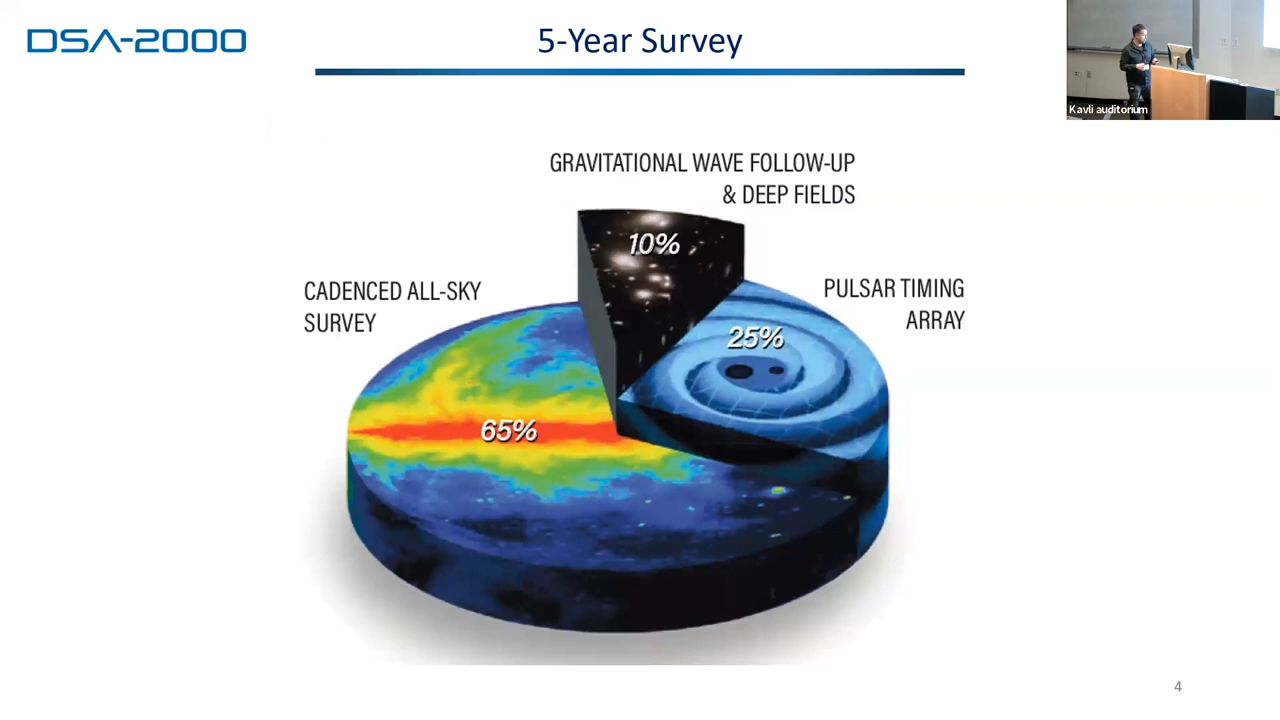 DSA-2000
5-Year Survey
Kavli auditorium
GRAVITATIONAL WAVE FOLLOW-UP
& DEEP FIELDS
10%
CADENCED ALL-SKY
SURVEY
PULSAR TIMING
ARRAY
25%
65%
4